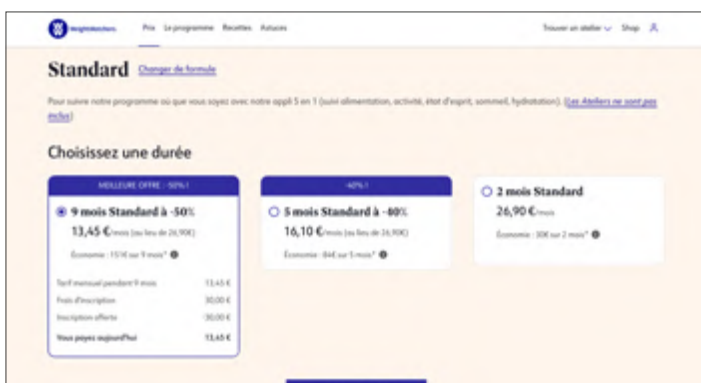 WeightWatchers Prix Le programme Recettes Astuces Trouver un atelier Shop
Standard Changer de formule
Pour suivre notre programme où que vous soyez avec notre appli 5 en 1 (suivi alimentation, activité, état d'esprit, sommeil, hydratation). (Les Ateliers ne sont pas
inclus)
Choisissez une durée
MEILLEURE OFFRE : -50% !
9 mois Standard à -50%
13,45 €/mois (au lieu de 26,90€)
Économie : 151€ sur 9 mois*
Tarif mensuel pendant 9 mois 13,45 €
Frais d'inscription 30,00 €
Inscription offerte -30,00 €
Vous payez aujourd'hui 13,45 €
-40% !
5 mois Standard à -40%
16,10 €/mois (au lieu de 26,90€)
Économie : 84€ sur 5 mois*
2 mois Standard
26,90 €/mois
Économie : 30€ sur 2 mois*